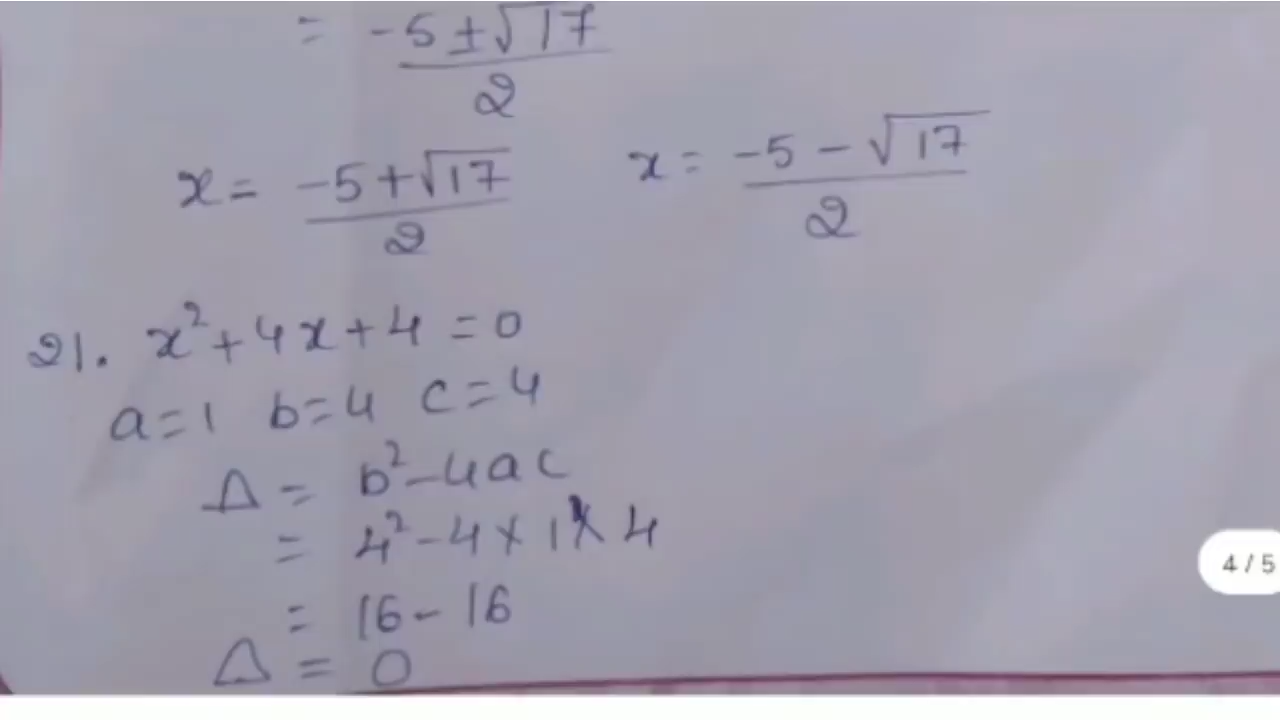 = -5±√17/2
x = -5+√17/2 x = -5-√17/2
21. x²+4x+4=0
a=1 b=4 c=4
Δ = b²-4ac
= 4²-4×1×4
= 16-16
Δ = 0
4/5